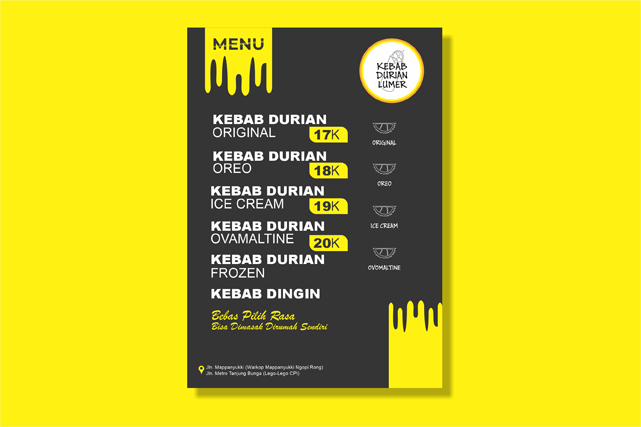 MENU
KEBAB
DURIAN
LUMER
KEBAB DURIAN
ORIGINAL
17K
KEBAB DURIAN
OREO
18K
KEBAB DURIAN
ICE CREAM
19K
KEBAB DURIAN
OVAMALTINE
20K
KEBAB DURIAN
FROZEN
KEBAB DINGIN
Bebas Pilih Rasa
Bisa Dimasak Dirumah Sendiri
ORIGINAL
OREO
ICE CREAM
OVOMALTINE
Jln. Mappanyukki (Warkop Mappanyukki Ngopi Rong)
Jln. Metro Tanjung Bunga (Lego-Lego CPI)